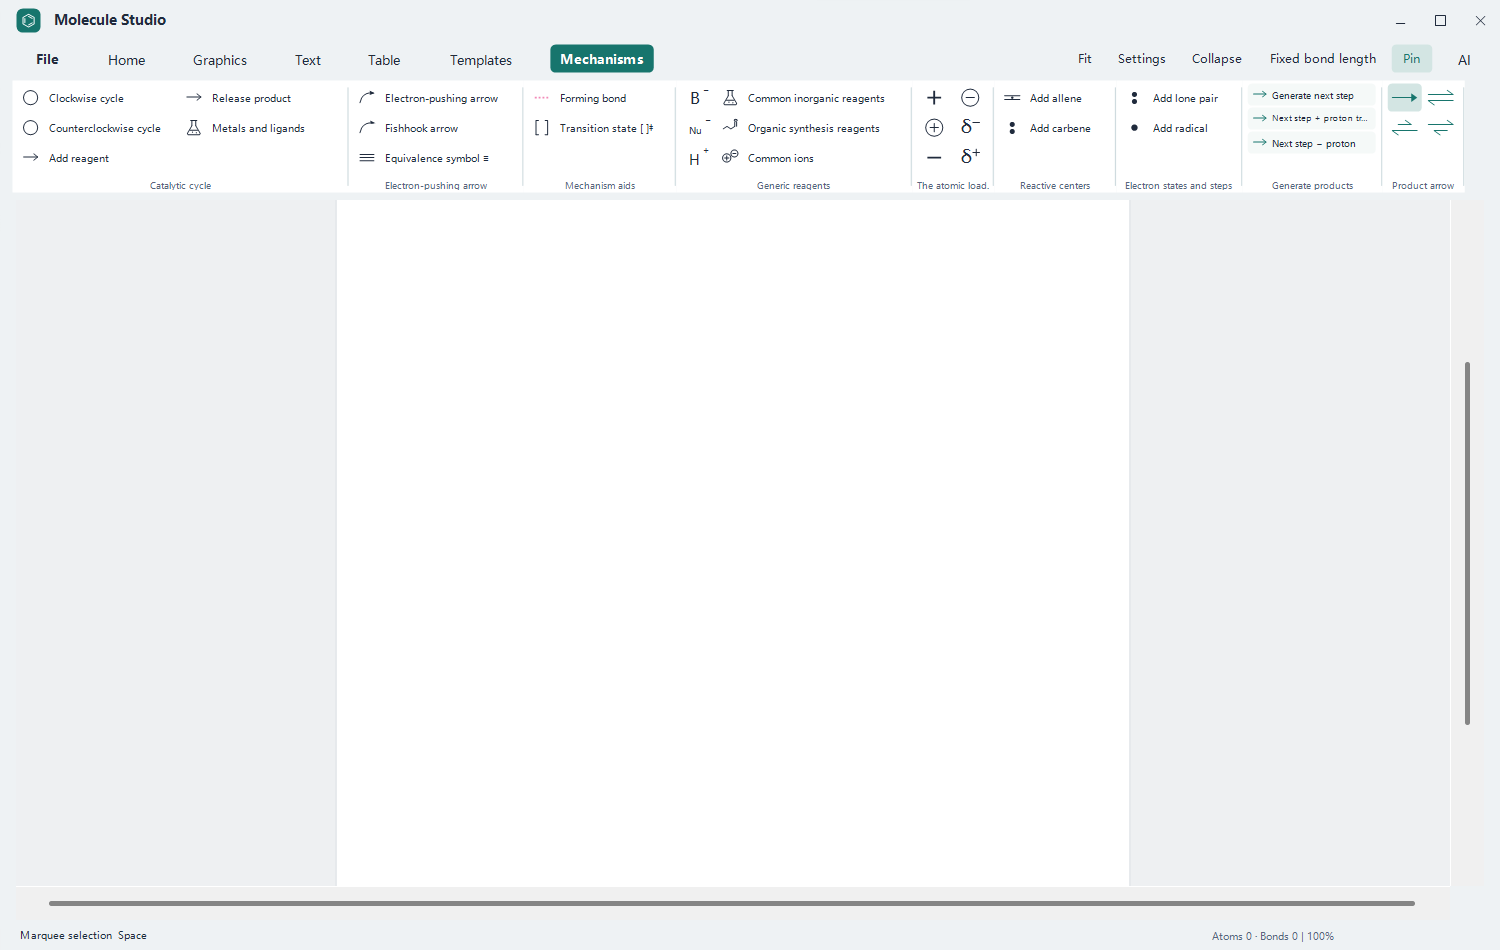 Molecule Studio
File Home Graphics Text Table Templates Mechanisms Fit Settings Collapse Fixed bond length Pin AI
Clockwise cycle Release product Electron-pushing arrow Forming bond B⁻ Common inorganic reagents + ⊖ Add allene Add lone pair Generate next step
Counterclockwise cycle Metals and ligands Fishhook arrow [ ] Transition state [ ]‡ Nu⁻ Organic synthesis reagents ⊕ δ⁻ Add carbene Add radical Next step + proton tr...
Add reagent Equivalence symbol ≡ H⁺ Common ions − δ⁺ Next step − proton
Catalytic cycle Electron-pushing arrow Mechanism aids Generic reagents The atomic load. Reactive centers Electron states and steps Generate products Product arrow
Marquee selection Space Atoms 0 · Bonds 0 | 100%